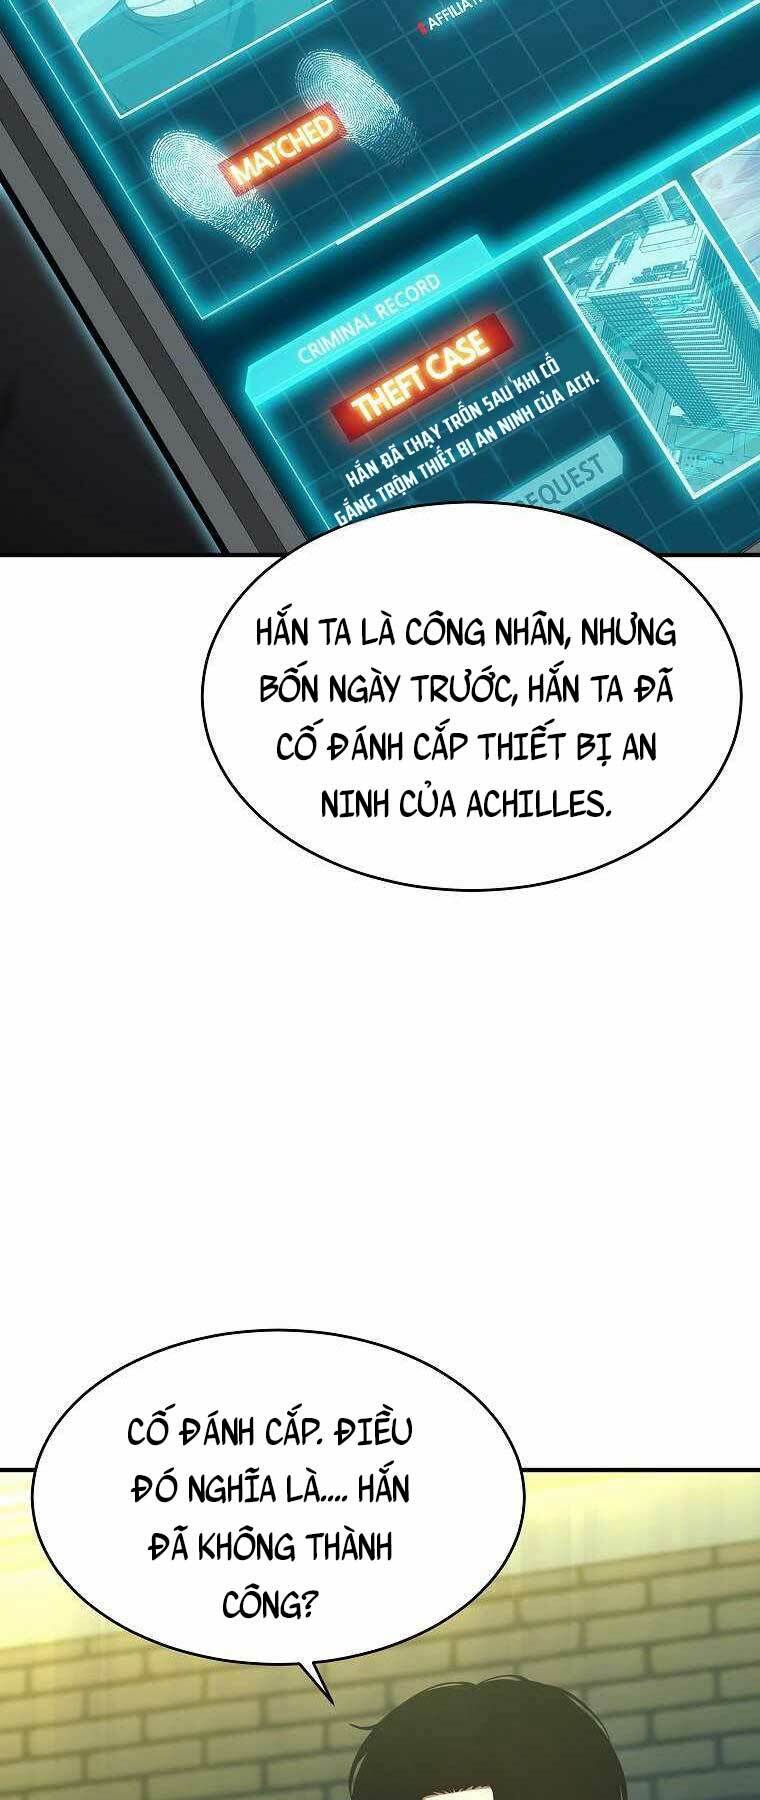 AFFILIAT
MATCHED
CRIMINAL RECORD
THEFT CASE
HẮN ĐÃ CHẠY TRỐN SAU KHI CỐ
GẮNG TRỘM THIẾT BỊ AN NINH CỦA ACH.
REQUEST
HẮN TA LÀ CÔNG NHÂN, NHƯNG
BỐN NGÀY TRƯỚC, HẮN TA ĐÃ
CỐ ĐÁNH CẮP THIẾT BỊ AN
NINH CỦA ACHILLES.
CỐ ĐÁNH CẮP. ĐIỀU
ĐÓ NGHĨA LÀ.... HẮN
ĐÃ KHÔNG THÀNH
CÔNG?